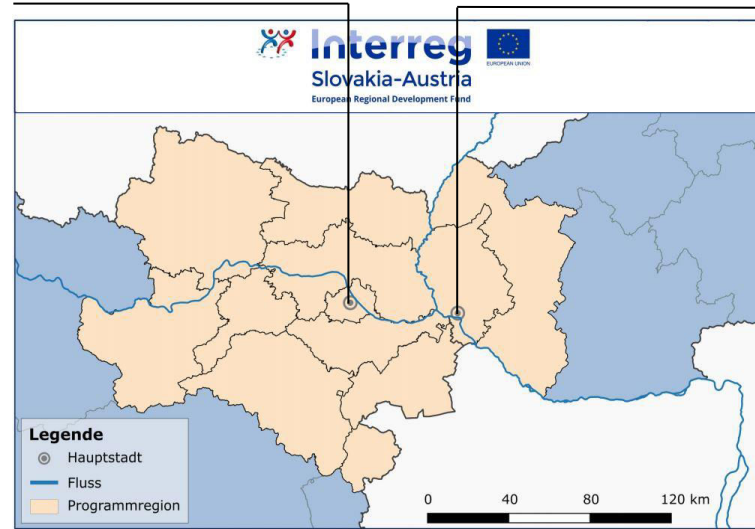 Interreg
EUROPEAN UNION
Slovakia-Austria
European Regional Development Fund
Legende
Hauptstadt
Fluss
Programmregion
0 40 80 120 km